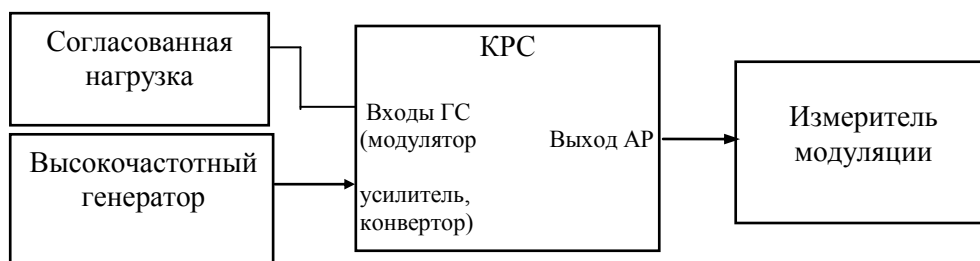 Согласованная
нагрузка
Высокочастотный
генератор
КРС
Входы ГС
(модулятор
усилитель,
конвертор)
Выход АР
Измеритель
модуляции